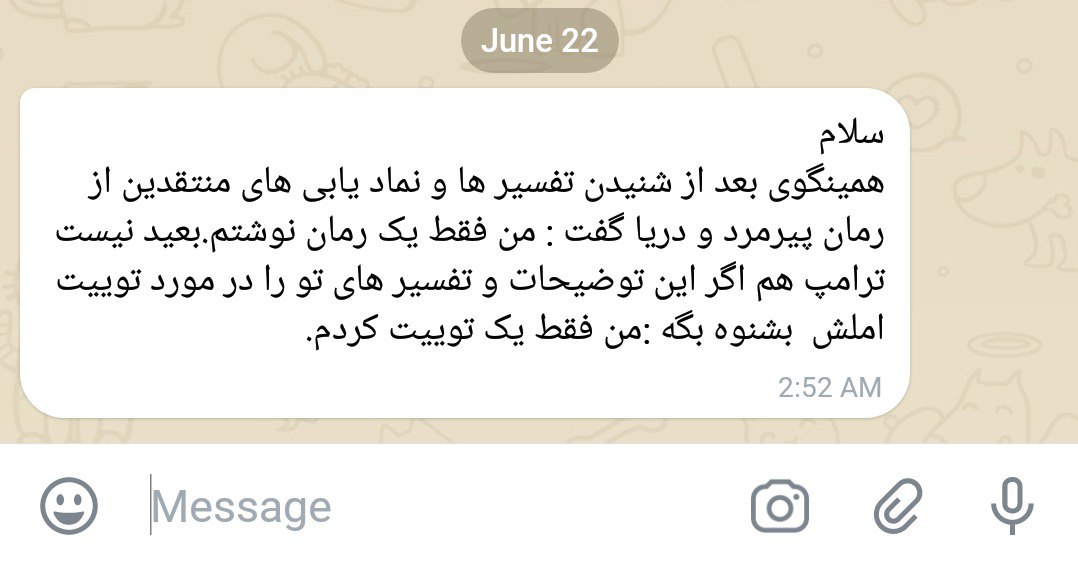 June 22
سلام
همینگوی بعد از شنیدن تفسیر ها و نماد یابی های منتقدین از
رمان پیرمرد و دریا گفت : من فقط یک رمان نوشتم.بعید نیست
ترامپ هم اگر این توضیحات و تفسیر های تو را در مورد توییت
املش  بشنوه بگه :من فقط یک توییت کردم.
2:52 AM
Message